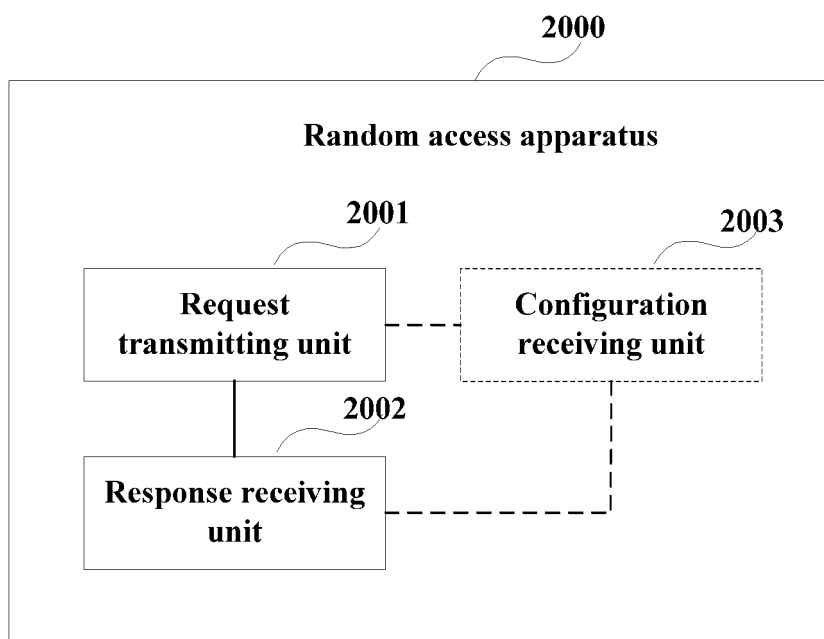 2000
Random access apparatus
2001
2003
Request
transmitting unit
Configuration
receiving unit
2002
Response receiving
unit